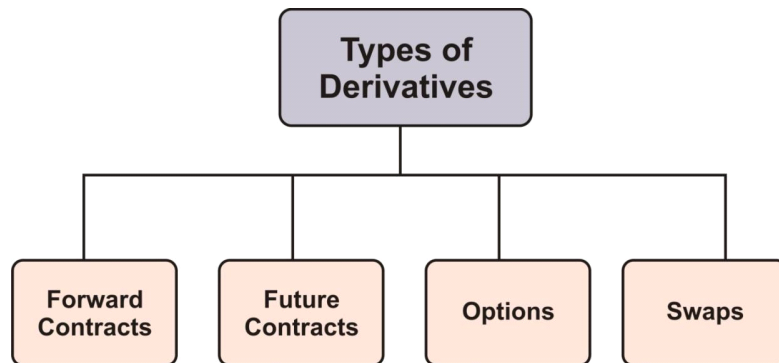 Types of
Derivatives
Forward
Contracts
Future
Contracts
Options
Swaps